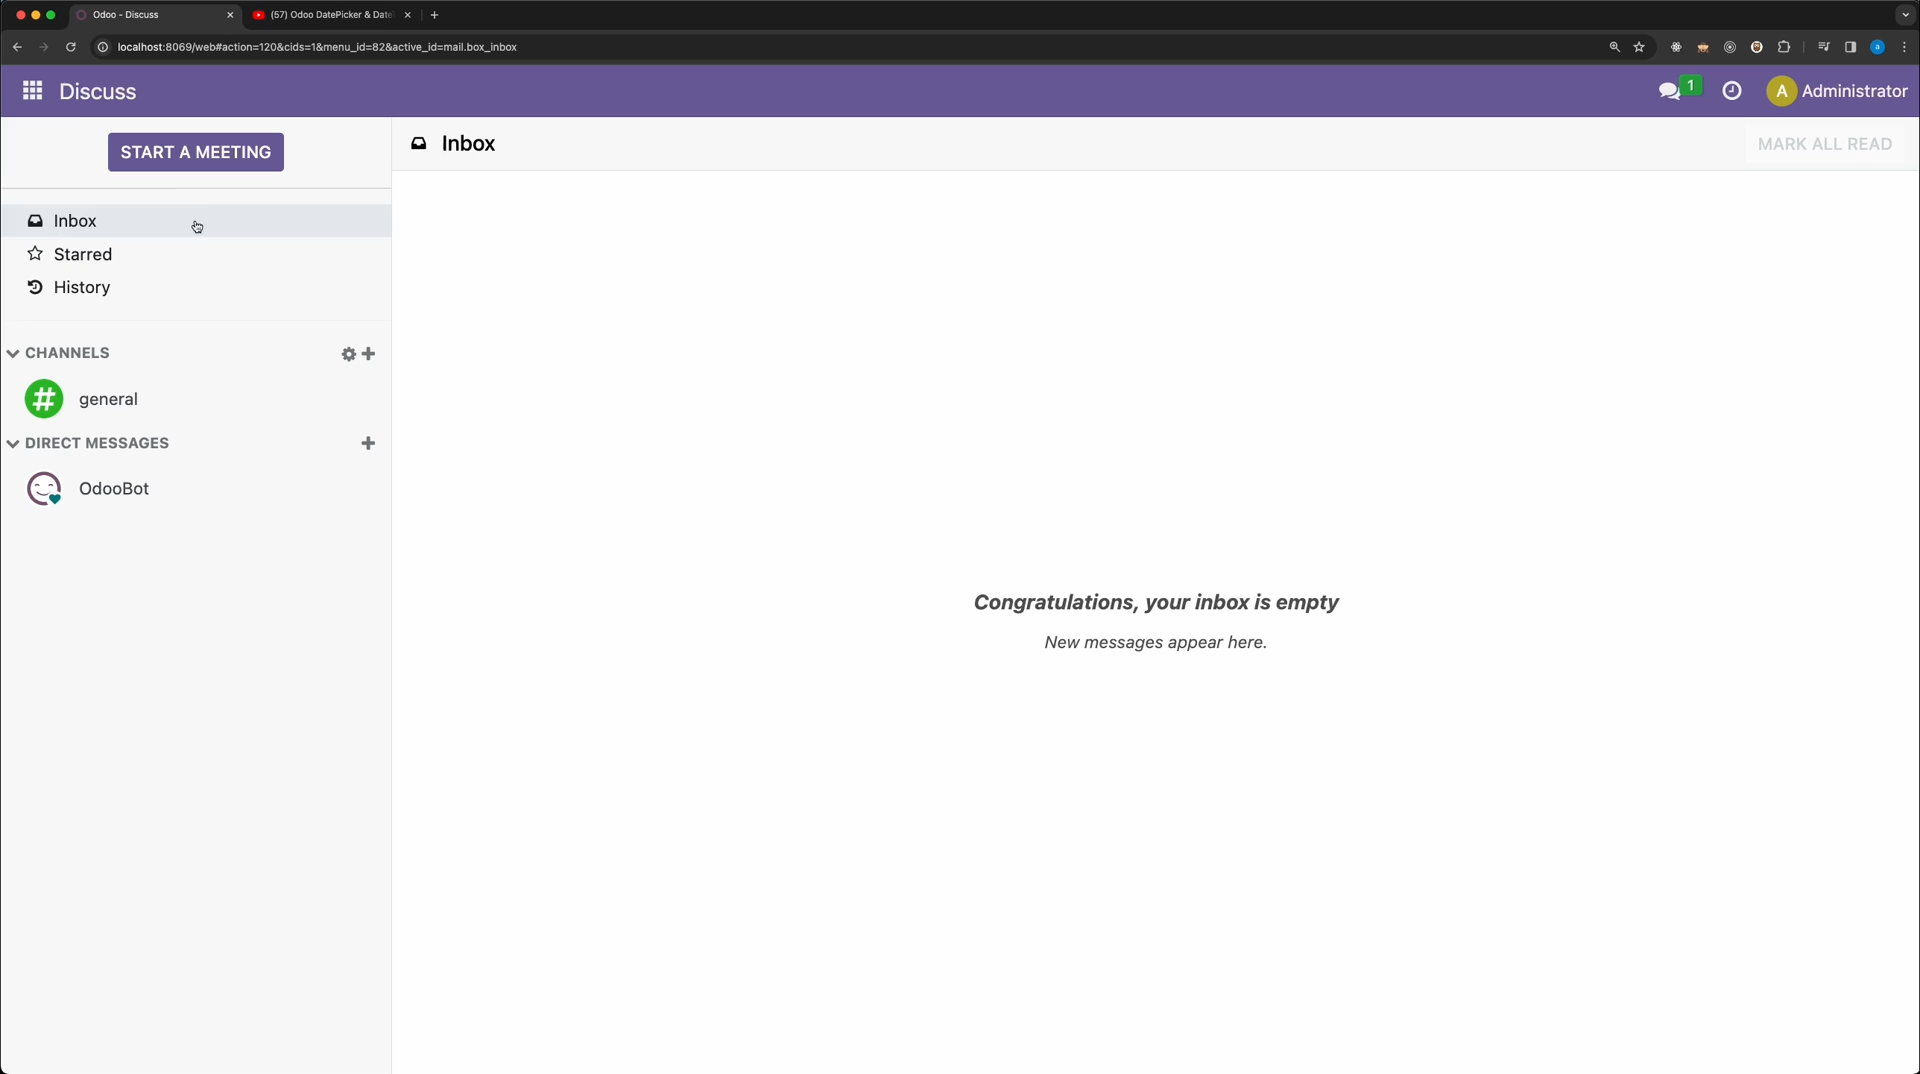 Odoo - Discuss
(57) Odoo DatePicker & Date
localhost:8069/web#action=120&cids=1&menu_id=82&active_id=mail.box_inbox
a
Discuss
1
A
Administrator
START A MEETING
Inbox
MARK ALL READ
Inbox
Starred
History
CHANNELS
# general
DIRECT MESSAGES
OdooBot
Congratulations, your inbox is empty
New messages appear here.